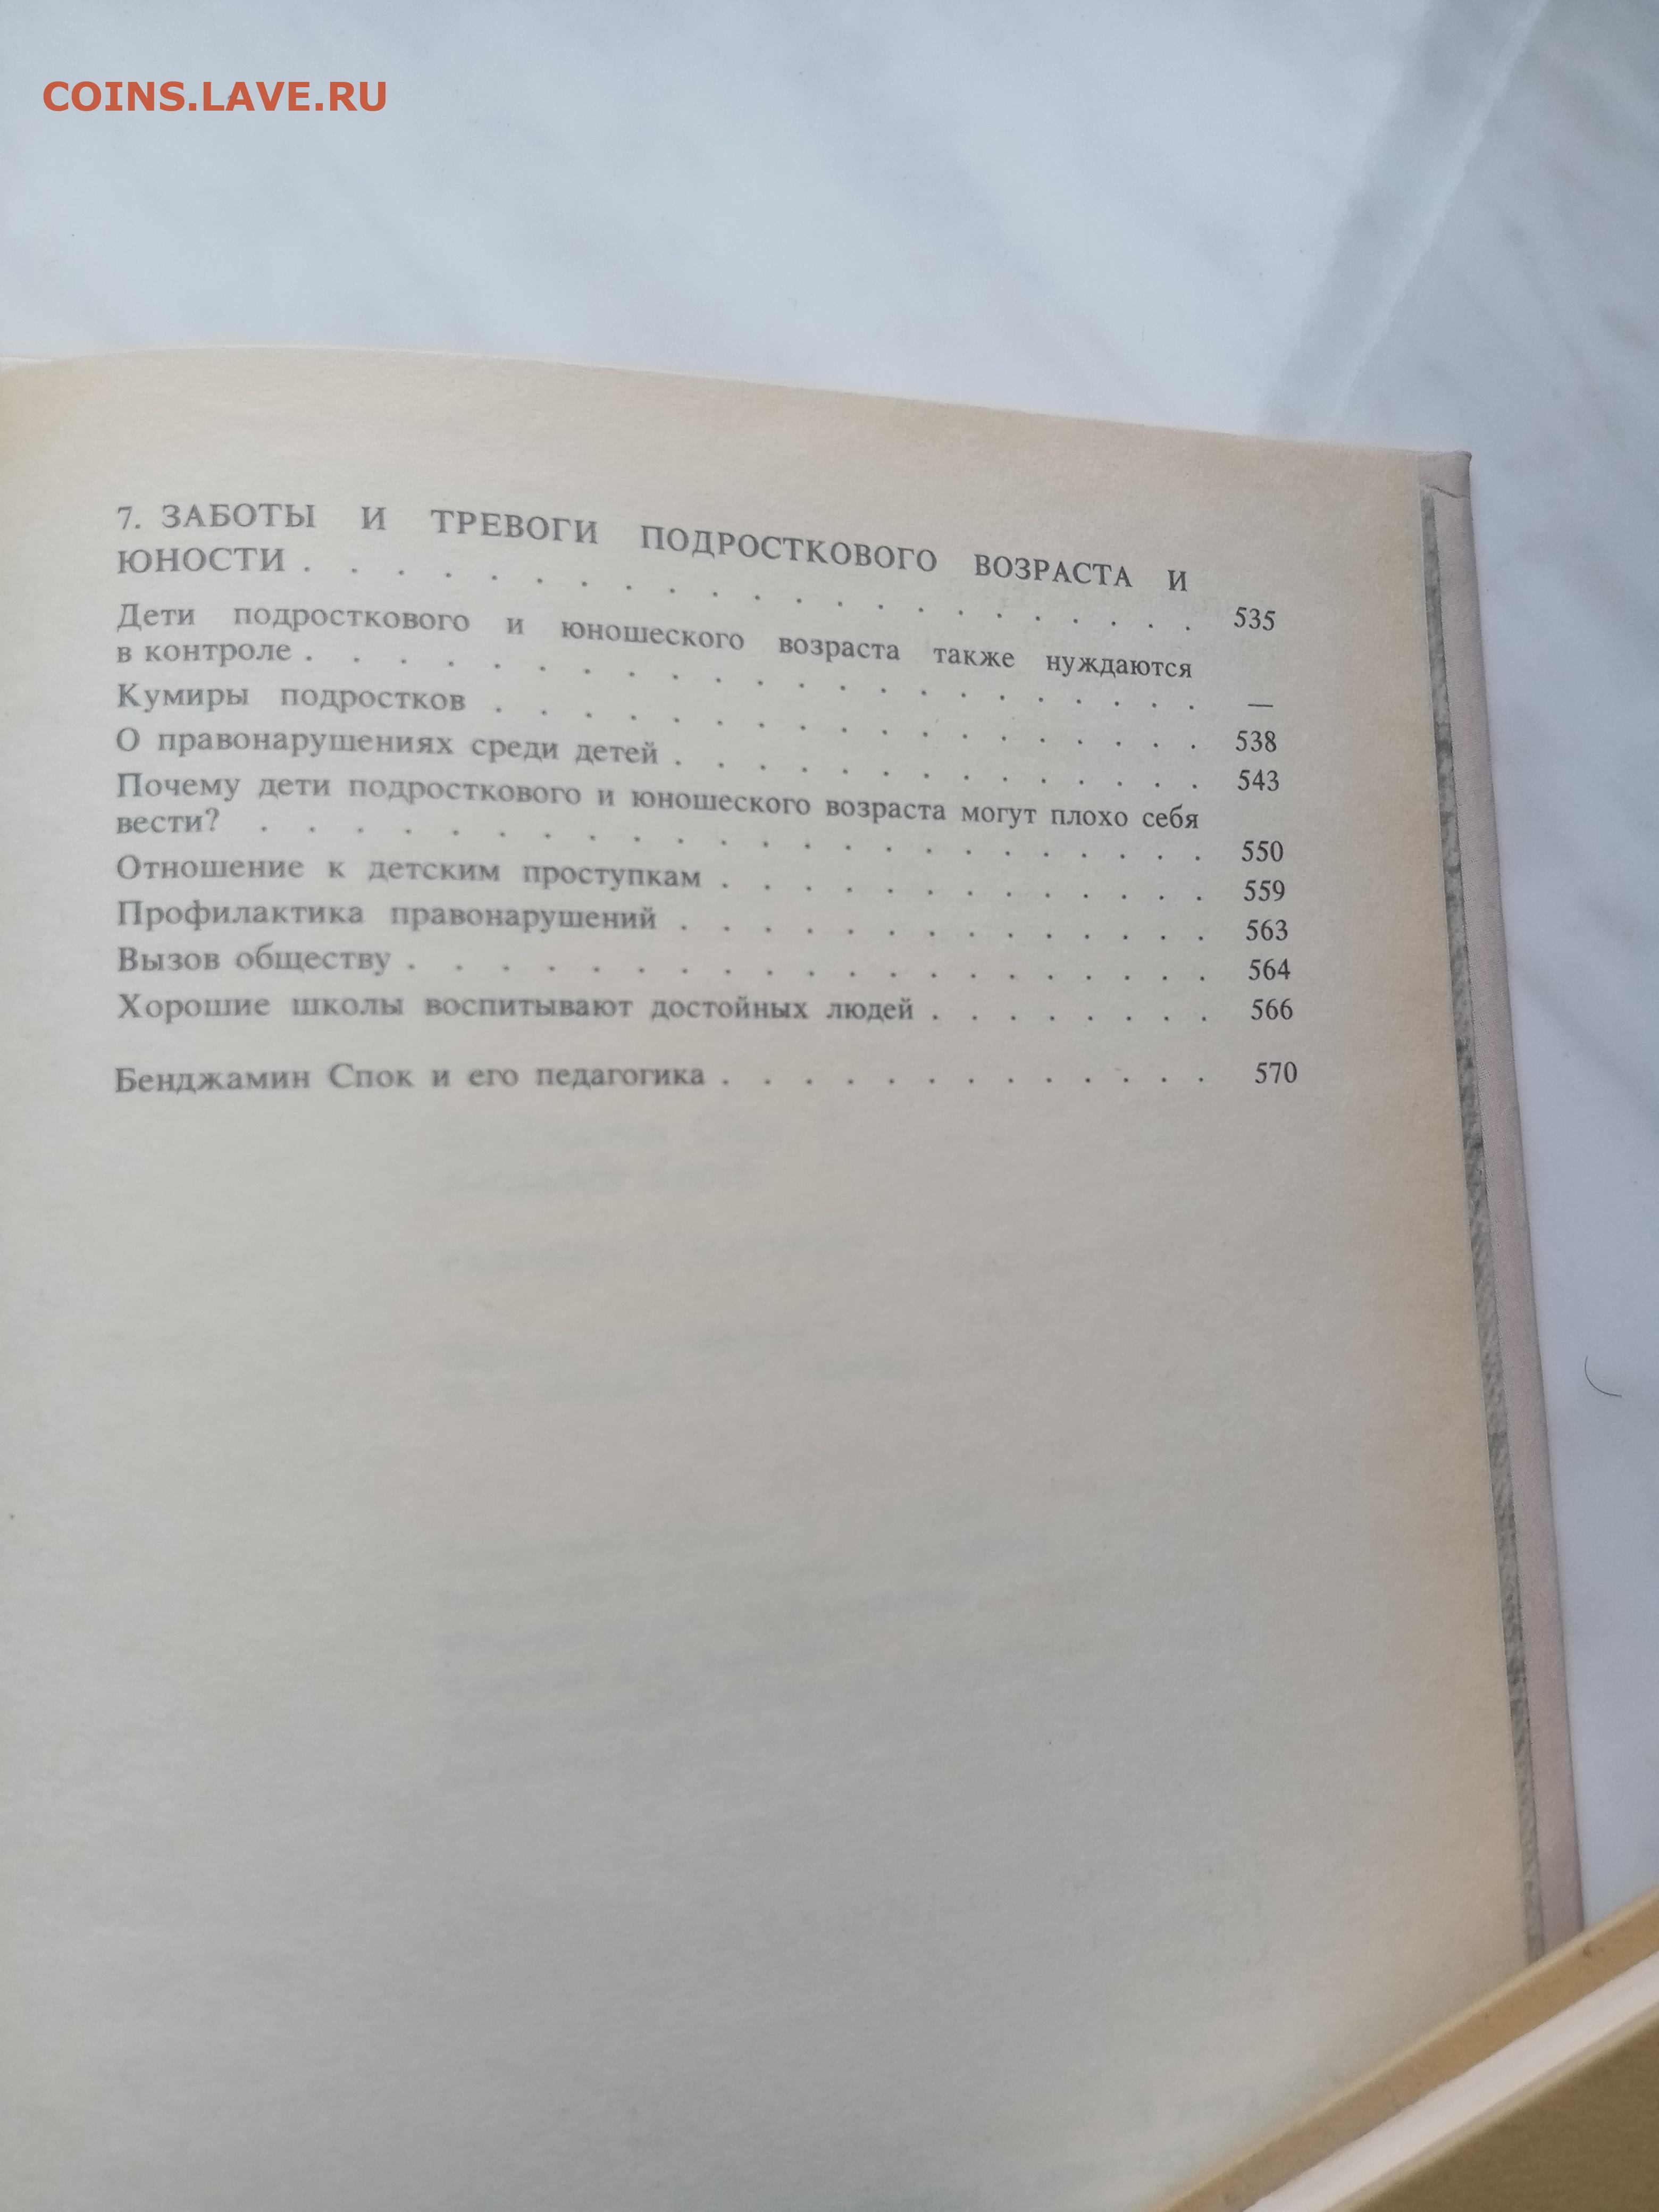 COINS.LAVE.RU
7. ЗАБОТЫ И ТРЕВОГИ ПОДРОСТКОВОГО ВОЗРАСТА И
ЮНОСТИ . . . . . . . . . . . . . . . . . . . . 535
Дети подросткового и юношеского возраста также нуждаются
в контроле . . . . . . . . . . . . . . . . . . . . —
Кумиры подростков . . . . . . . . . . . . . . . . 538
О правонарушениях среди детей . . . . . . . . . . . . . 543
Почему дети подросткового и юношеского возраста могут плохо себя
вести? . . . . . . . . . . . . . . . . . . . . . . 550
Отношение к детским проступкам . . . . . . . . . . . . 559
Профилактика правонарушений . . . . . . . . . . . . . 563
Вызов обществу . . . . . . . . . . . . . . . . . . 564
Хорошие школы воспитывают достойных людей . . . . . . . . 566
Бенджамин Спок и его педагогика . . . . . . . . . . . . 570